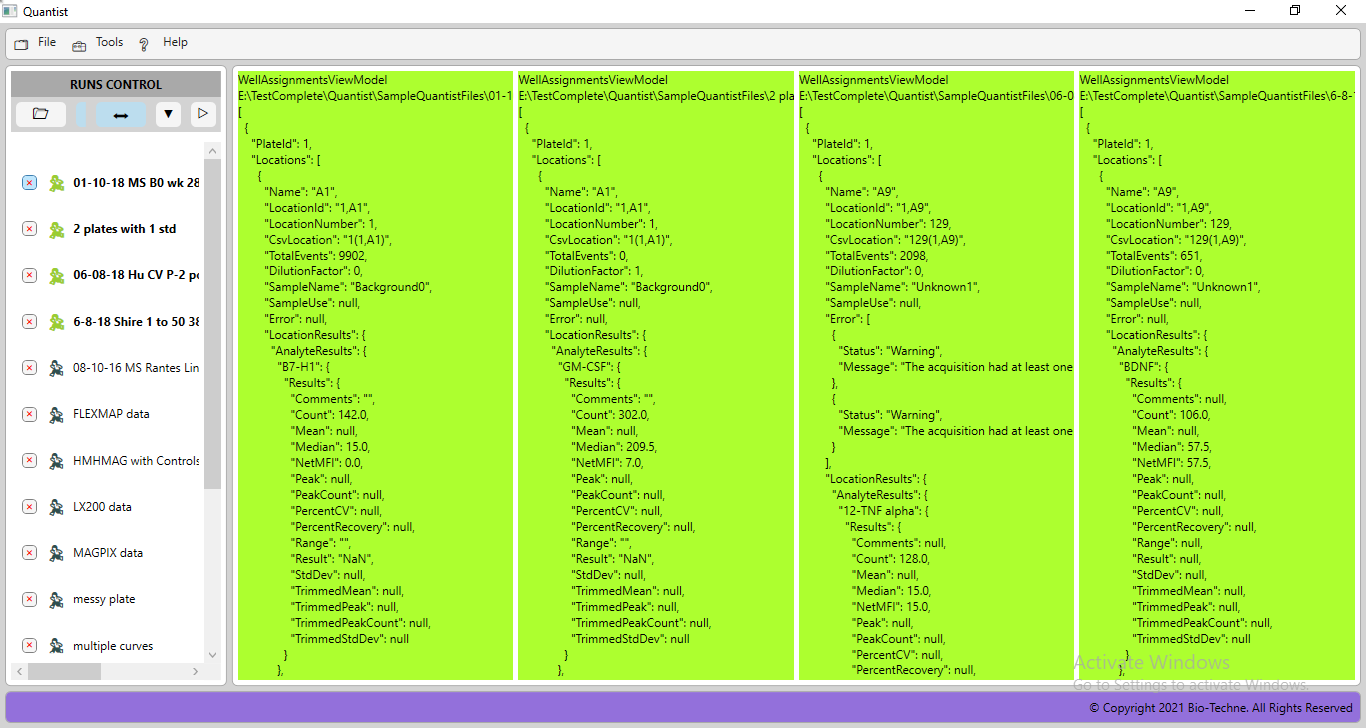 Quantist
File Tools Help
RUNS CONTROL
01-10-18 MS B0 wk 28
2 plates with 1 std
06-08-18 Hu CV P-2 p
6-8-18 Shire 1 to 50 38
08-10-16 MS Rantes Lin
FLEXMAP data
HMHMAG with Controls
LX200 data
MAGPIX data
messy plate
multiple curves
WellAssignmentsViewModel
E:\TestComplete\Quantist\SampleQuantistFiles\01-1
[
{
"PlateId": 1,
"Locations": [
{
"Name": "A1",
"LocationId": "1,A1",
"LocationNumber": 1,
"CsvLocation": "1(1,A1)",
"TotalEvents": 9902,
"DilutionFactor": 0,
"SampleName": "Background0",
"SampleUse": null,
"Error": null,
"LocationResults": {
"AnalyteResults": {
"B7-H1": {
"Results": {
"Comments": "",
"Count": 142.0,
"Mean": null,
"Median": 15.0,
"NetMFI": 0.0,
"Peak": null,
"PeakCount": null,
"PercentCV": null,
"PercentRecovery": null,
"Range": "",
"Result": "NaN",
"StdDev": null,
"TrimmedMean": null,
"TrimmedPeak": null,
"TrimmedPeakCount": null,
"TrimmedStdDev": null
}
},
WellAssignmentsViewModel
E:\TestComplete\Quantist\SampleQuantistFiles\2 pla
[
{
"PlateId": 1,
"Locations": [
{
"Name": "A1",
"LocationId": "1,A1",
"LocationNumber": 1,
"CsvLocation": "1(1,A1)",
"TotalEvents": 0,
"DilutionFactor": 1,
"SampleName": "Background0",
"SampleUse": null,
"Error": null,
"LocationResults": {
"AnalyteResults": {
"GM-CSF": {
"Results": {
"Comments": "",
"Count": 302.0,
"Mean": null,
"Median": 209.5,
"NetMFI": 7.0,
"Peak": null,
"PeakCount": null,
"PercentCV": null,
"PercentRecovery": null,
"Range": "",
"Result": "NaN",
"StdDev": null,
"TrimmedMean": null,
"TrimmedPeak": null,
"TrimmedPeakCount": null,
"TrimmedStdDev": null
}
},
WellAssignmentsViewModel
E:\TestComplete\Quantist\SampleQuantistFiles\06-0
[
{
"PlateId": 1,
"Locations": [
{
"Name": "A9",
"LocationId": "1,A9",
"LocationNumber": 129,
"CsvLocation": "129(1,A9)",
"TotalEvents": 2098,
"DilutionFactor": 0,
"SampleName": "Unknown1",
"SampleUse": null,
"Error": [
{
"Status": "Warning",
"Message": "The acquisition had at least one
},
{
"Status": "Warning",
"Message": "The acquisition had at least one
}
],
"LocationResults": {
"AnalyteResults": {
"12-TNF alpha": {
"Results": {
"Comments": null,
"Count": 128.0,
"Mean": null,
"Median": 15.0,
"NetMFI": 15.0,
"Peak": null,
"PeakCount": null,
"PercentCV": null,
"PercentRecovery": null,
WellAssignmentsViewModel
E:\TestComplete\Quantist\SampleQuantistFiles\6-8-
[
{
"PlateId": 1,
"Locations": [
{
"Name": "A9",
"LocationId": "1,A9",
"LocationNumber": 129,
"CsvLocation": "129(1,A9)",
"TotalEvents": 651,
"DilutionFactor": 0,
"SampleName": "Unknown1",
"SampleUse": null,
"Error": null,
"LocationResults": {
"AnalyteResults": {
"BDNF": {
"Results": {
"Comments": null,
"Count": 106.0,
"Mean": null,
"Median": 57.5,
"NetMFI": 57.5,
"Peak": null,
"PeakCount": null,
"PercentCV": null,
"PercentRecovery": null,
"Range": null,
"Result": null,
"StdDev": null,
"TrimmedMean": null,
"TrimmedPeak": null,
"TrimmedPeakCount": null,
"TrimmedStdDev": null
}
},
Activate Windows
Go to Settings to activate Windows.
© Copyright 2021 Bio-Techne. All Rights Reserved